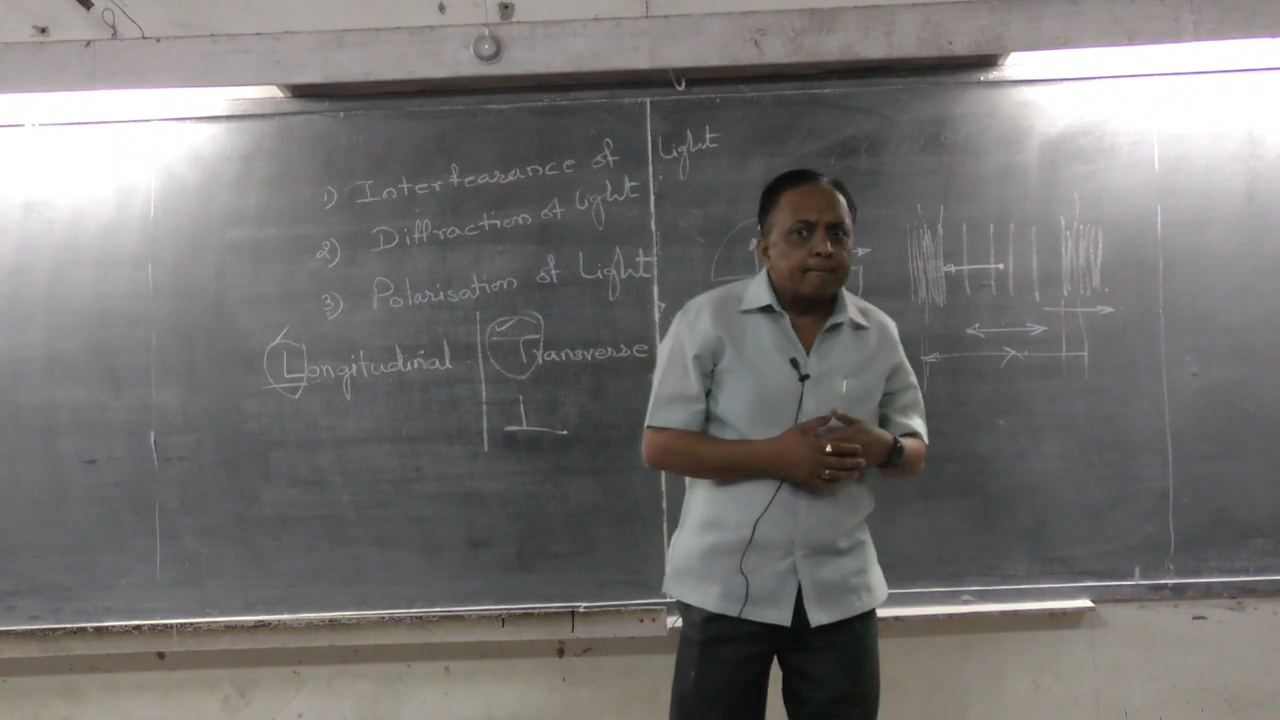 1) Interfearance of Light
2) Diffraction of light
3) Polarisation of Light
Longitudinal | Transverse
⊥